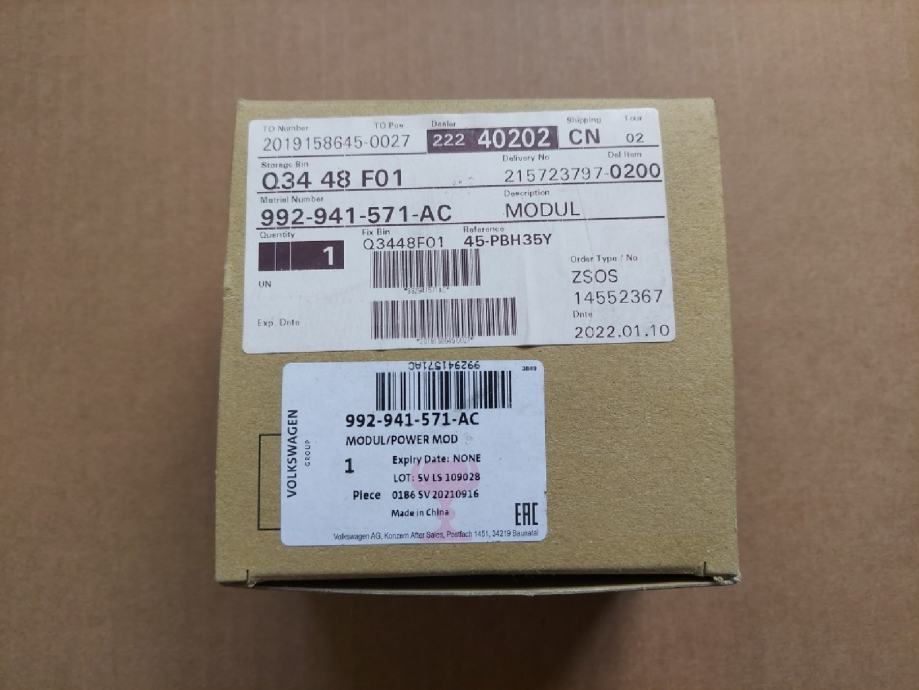 TO Number TO Pos Dealer Shipping Tour
2019158645-0027 222 40202 CN 02
Storage Bin Delivery No Del Item
Q34 48 F01 215723797-0200
Matrial Number Description
992-941-571-AC MODUL
Quantity Fix Bin Reference
1 Q3448F01 45-PBH35Y
UN
Order Type / No
ZSOS
14552367
Exp. Date
Date
2022.01.10
992941571AC
3849
992-941-571-AC
MODUL/POWER MOD
1 Expiry Date: NONE
LOT: SV LS 109028
Piece 0186 SV 20210916
Made in China
EAC
VOLKSWAGEN
GROUP
Volkswagen AG, Konzern After Sales, Postfach 1451, 34219 Baunatal